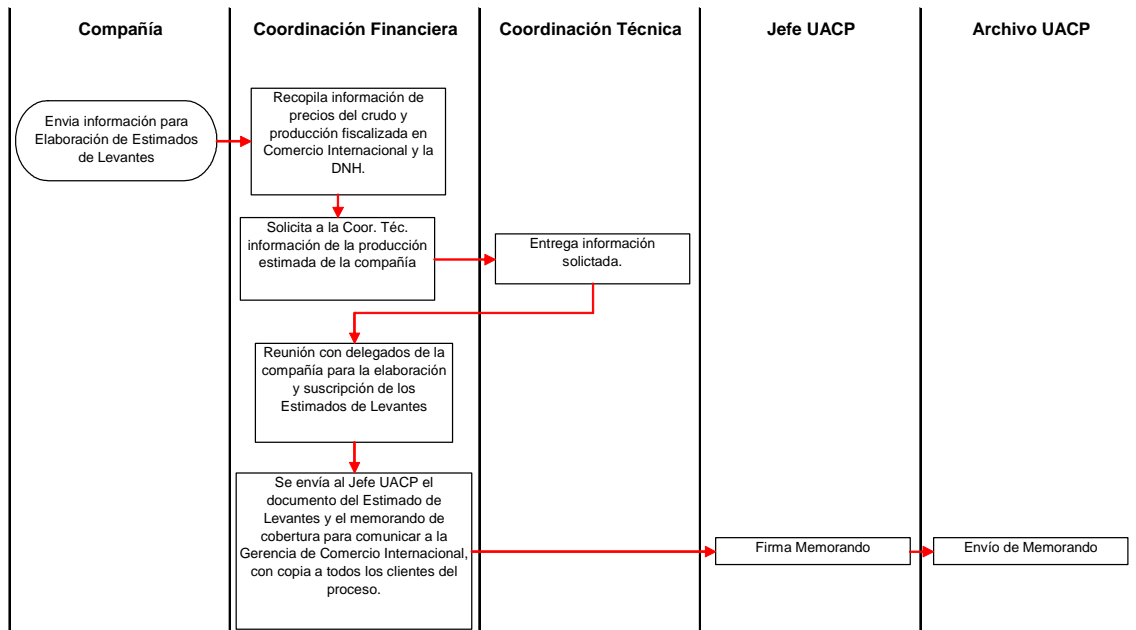 Compañía
Coordinación Financiera
Coordinación Técnica
Jefe UACP
Archivo UACP
Envia información para
Elaboración de Estimados
de Levantes
Recopila información de
precios del crudo y
producción fiscalizada en
Comercio Internacional y la
DNH.
Solicita a la Coor. Téc.
información de la producción
estimada de la compañía
Entrega información
solictada.
Reunión con delegados de la
compañía para la elaboración
y suscripción de los
Estimados de Levantes
Se envía al Jefe UACP el
documento del Estimado de
Levantes y el memorando de
cobertura para comunicar a la
Gerencia de Comercio Internacional,
con copia a todos los clientes del
proceso.
Firma Memorando
Envío de Memorando